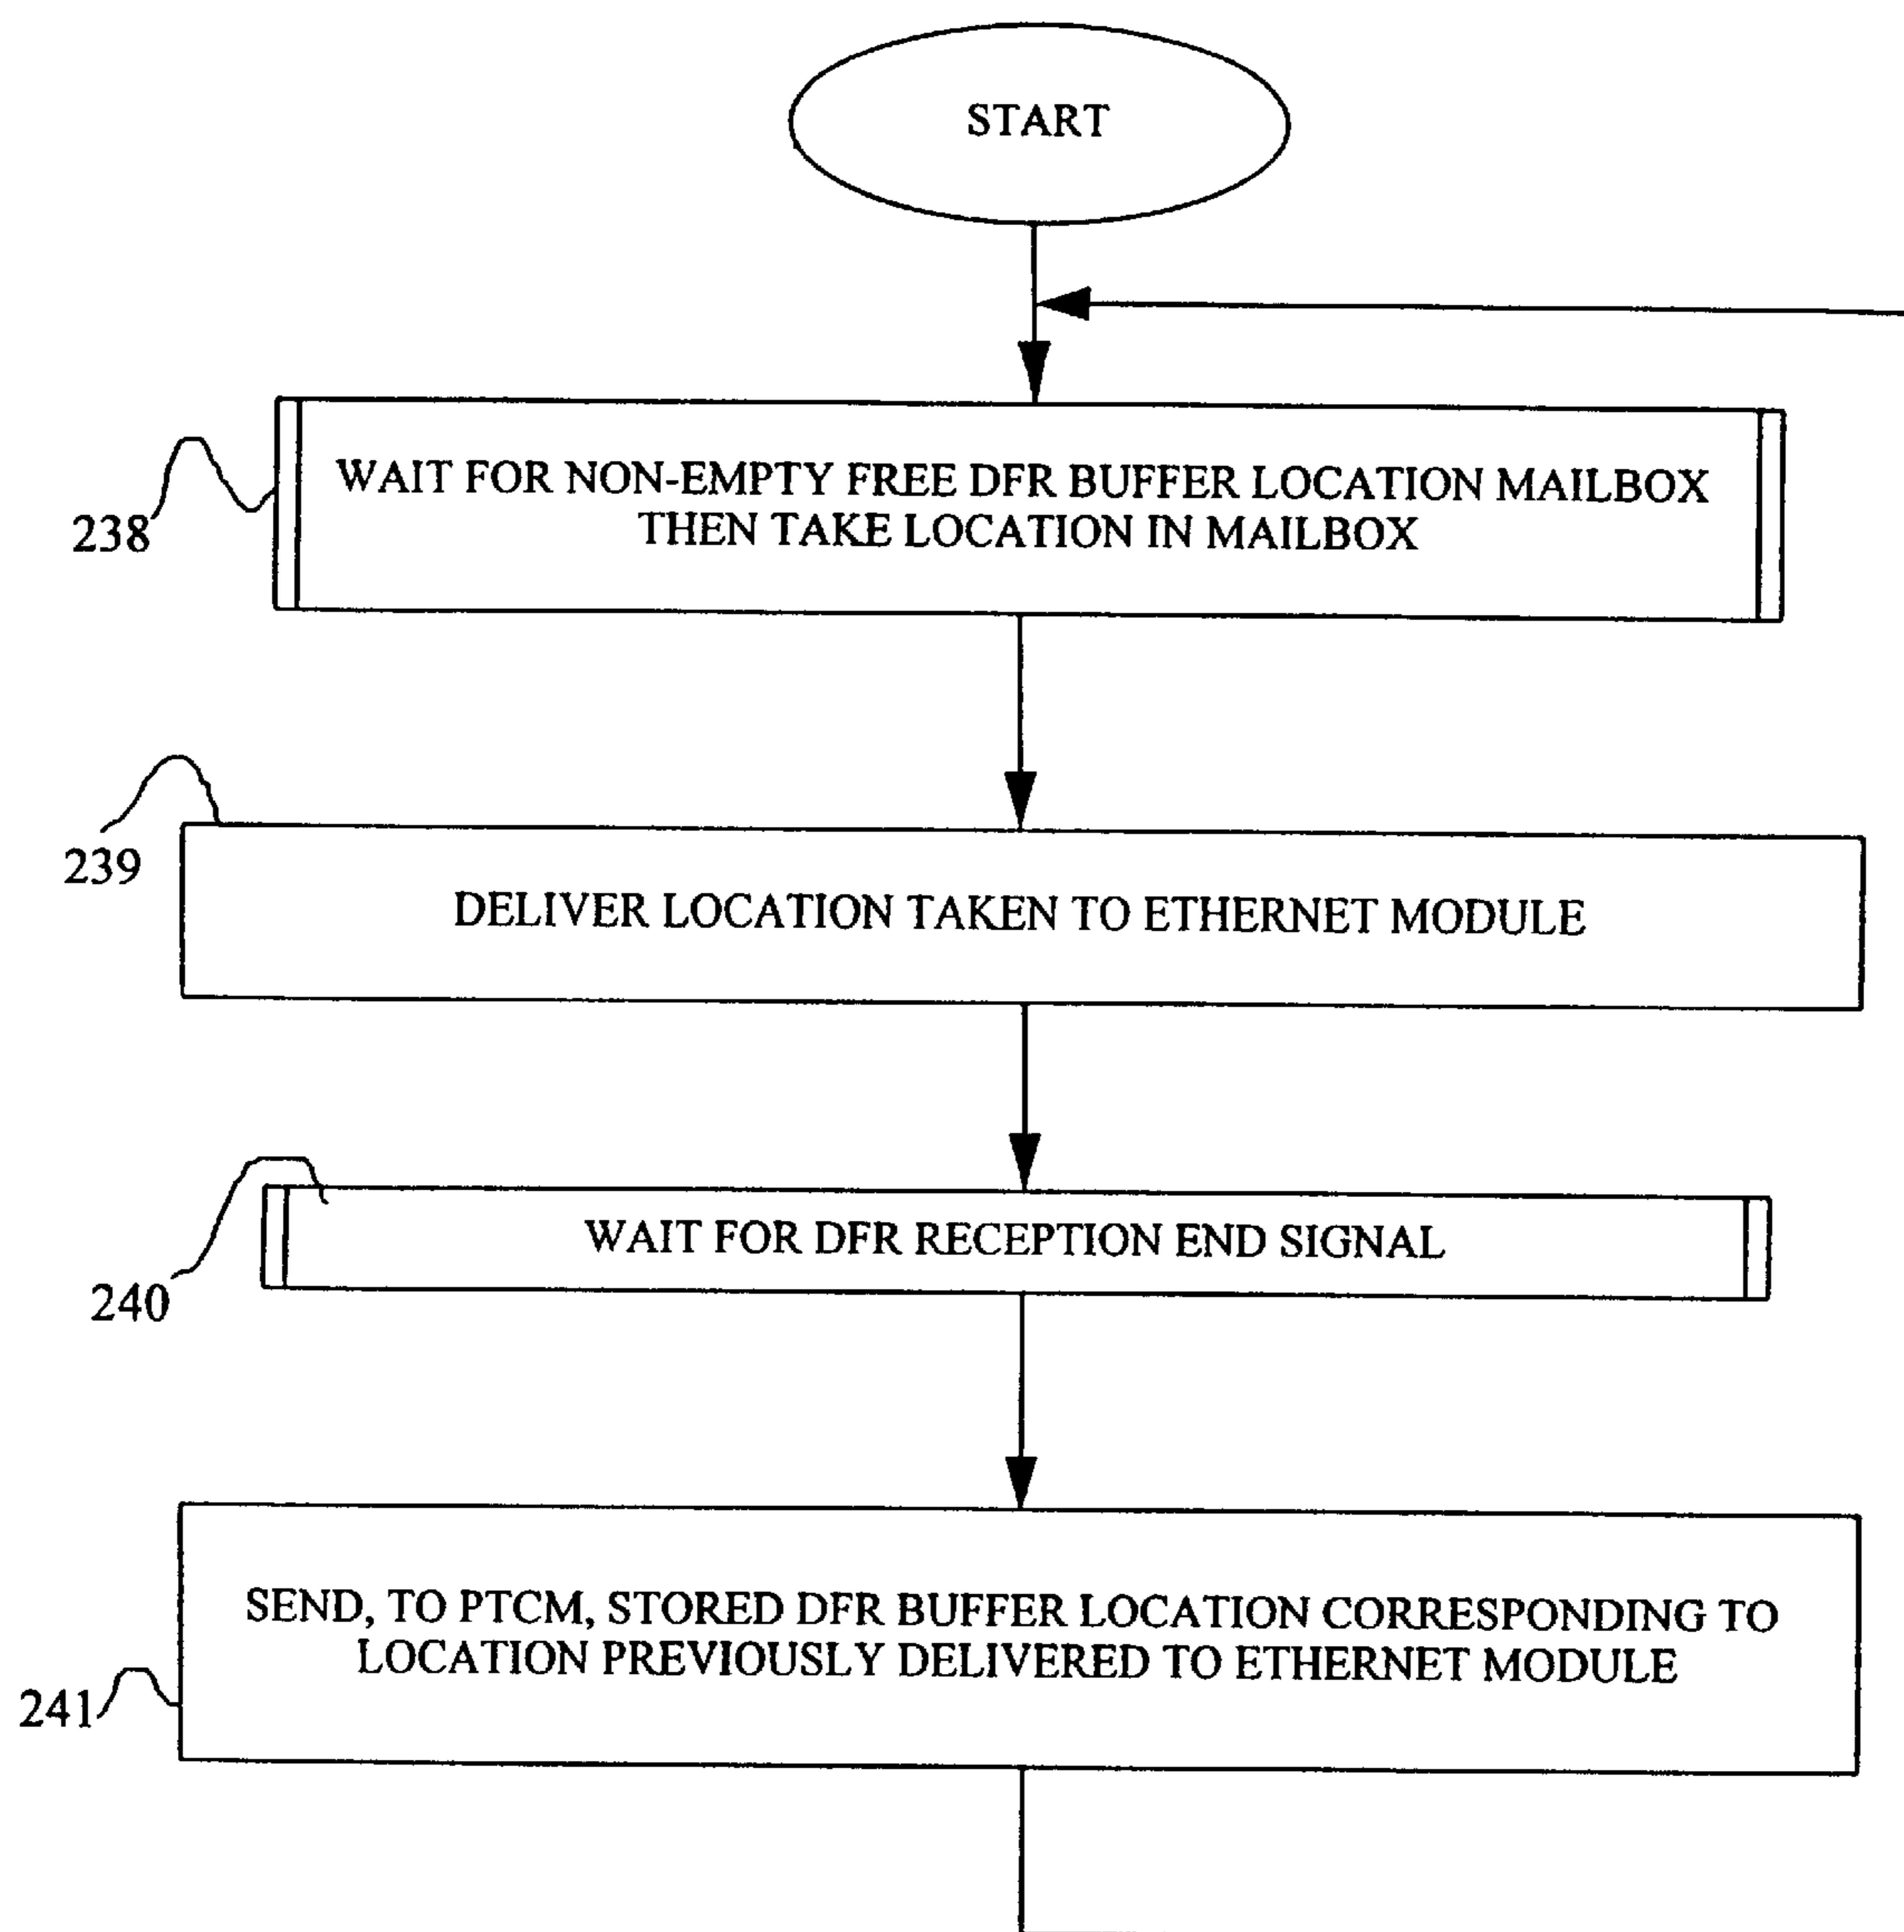 START
WAIT FOR NON-EMPTY FREE DFR BUFFER LOCATION MAILBOX
THEN TAKE LOCATION IN MAILBOX
238
239
DELIVER LOCATION TAKEN TO ETHERNET MODULE
WAIT FOR DFR RECEPTION END SIGNAL
240
SEND, TO PTCM, STORED DFR BUFFER LOCATION CORRESPONDING TO
LOCATION PREVIOUSLY DELIVERED TO ETHERNET MODULE
241